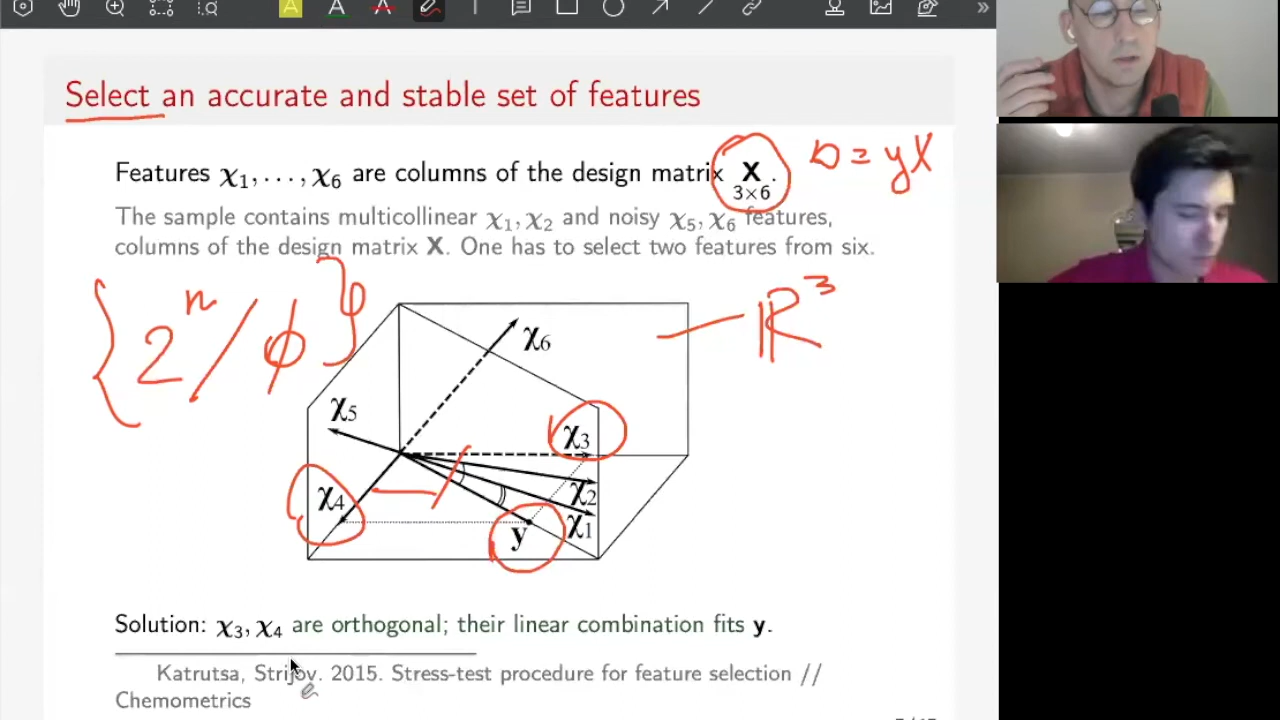 Select an accurate and stable set of features
Features χ₁, . . . , χ₆ are columns of the design matrix X .
3×6
The sample contains multicollinear χ₁, χ₂ and noisy χ₅, χ₆ features,
columns of the design matrix X. One has to select two features from six.
{2ⁿ/ϕ}
ℝ³
χ6
χ5
χ3
χ4
χ2
χ1
y
Solution: χ₃, χ₄ are orthogonal; their linear combination fits y.
Katrutsa, Strijov. 2015. Stress-test procedure for feature selection //
Chemometrics